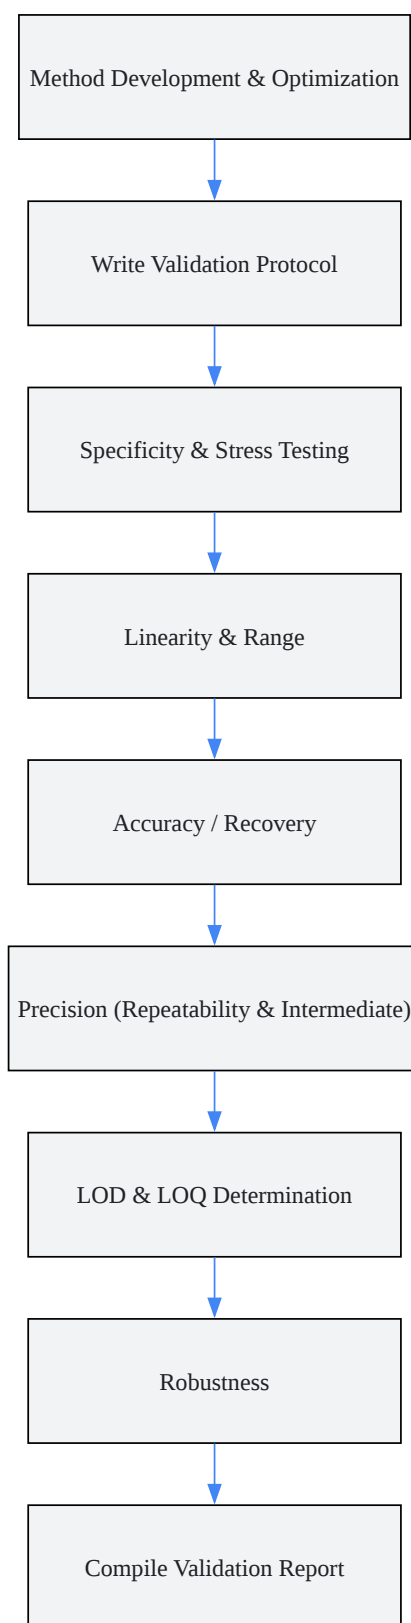 Method Development & Optimization
Write Validation Protocol
Specificity & Stress Testing
Linearity & Range
Accuracy / Recovery
Precision (Repeatability & Intermediate)
LOD & LOQ Determination
Robustness
Compile Validation Report